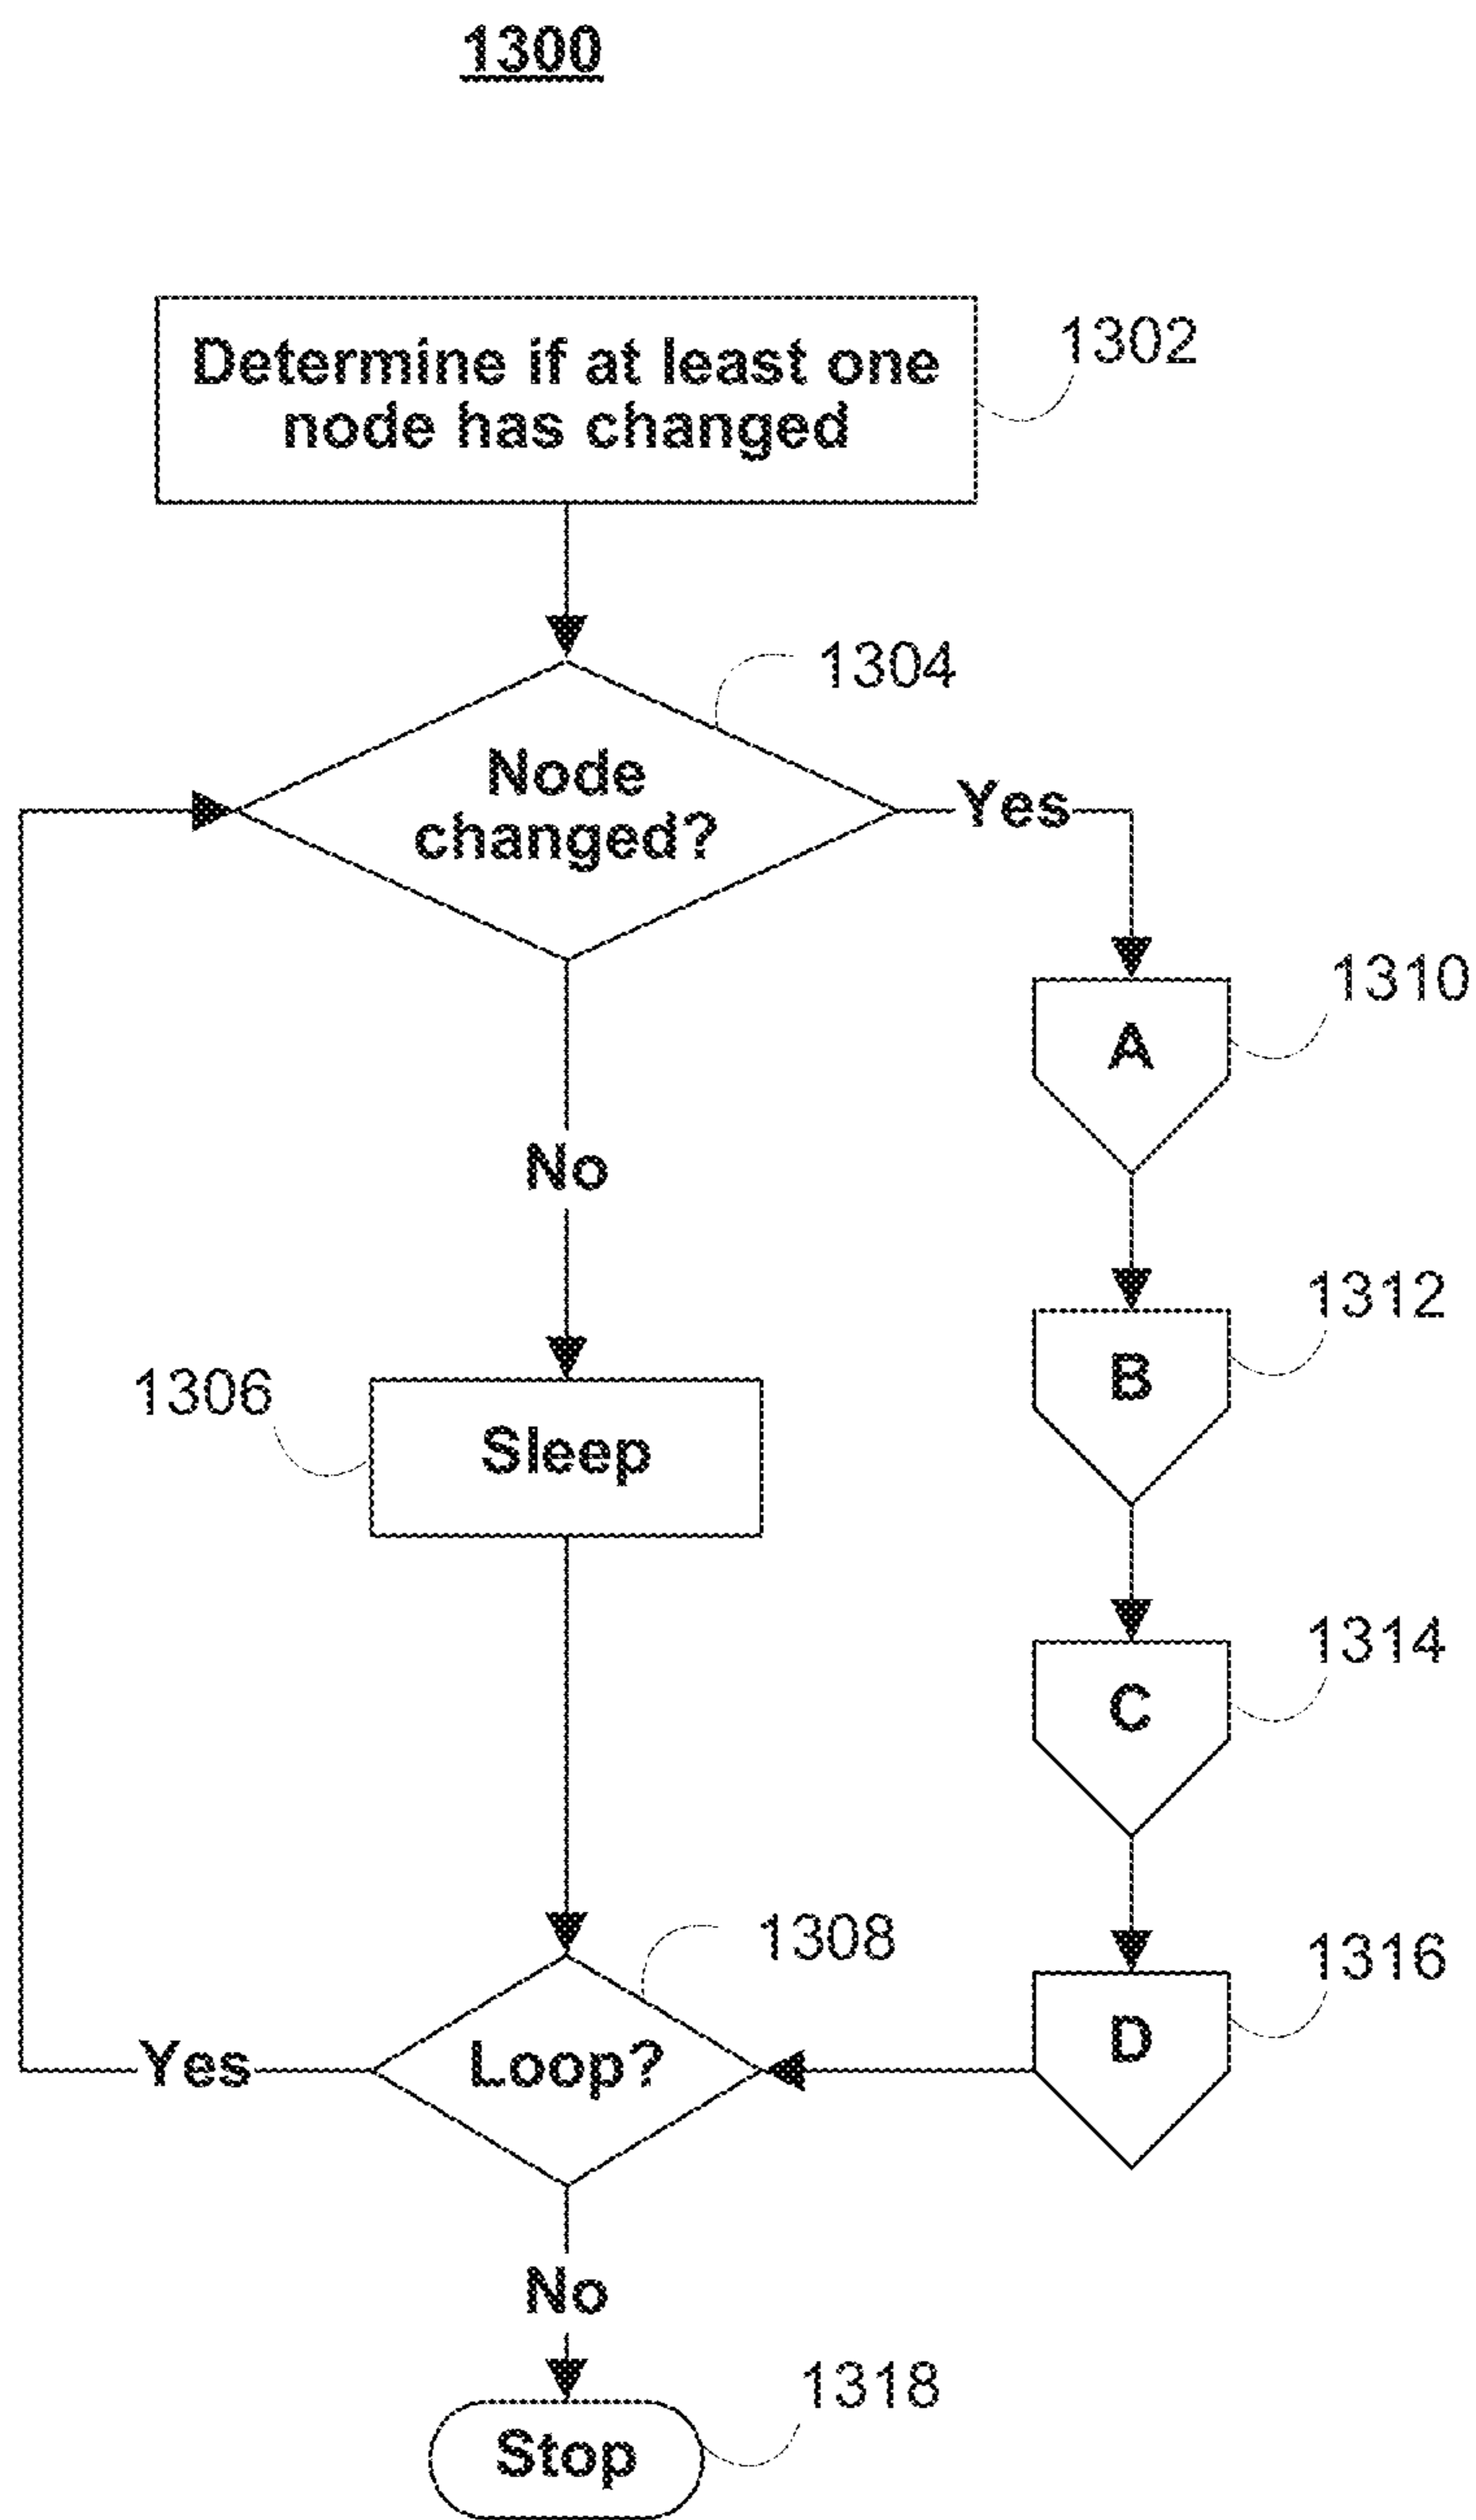 1300
Determine if at least one
node has changed
1302
1304
Node
changed?
Yes
1310
A
No
1312
B
1306
Sleep
1314
C
1308
1316
D
Yes
Loop?
No
1318
Stop